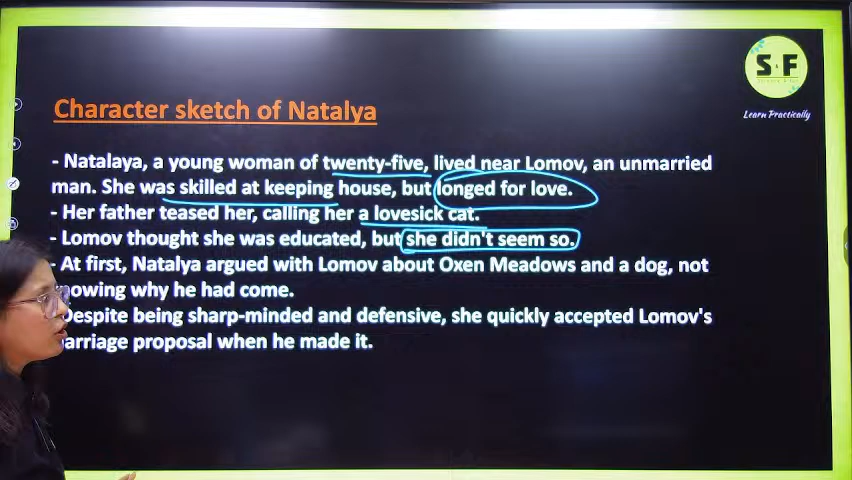 S&F
Learn Practically
Character sketch of Natalya
- Natalaya, a young woman of twenty-five, lived near Lomov, an unmarried
man. She was skilled at keeping house, but longed for love.
- Her father teased her, calling her a lovesick cat.
- Lomov thought she was educated, but she didn't seem so.
- At first, Natalya argued with Lomov about Oxen Meadows and a dog, not
nowing why he had come.
Despite being sharp-minded and defensive, she quickly accepted Lomov's
arriage proposal when he made it.